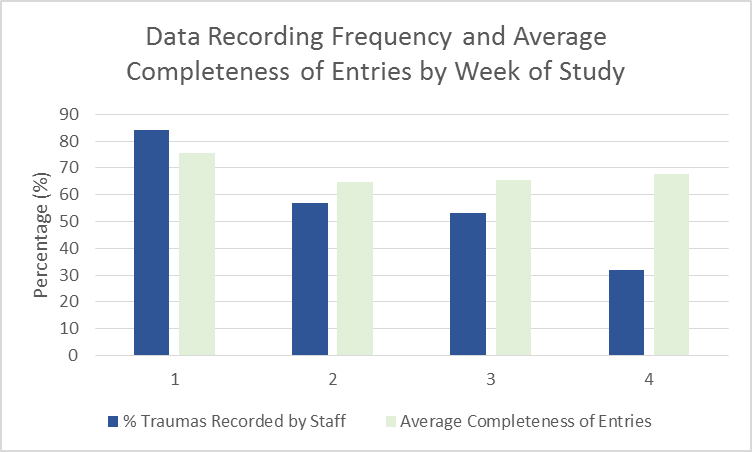 Data Recording Frequency and Average
Completeness of Entries by Week of Study
Percentage (%)
90
80
70
60
50
40
30
20
10
0
1 2 3 4
% Traumas Recorded by Staff Average Completeness of Entries